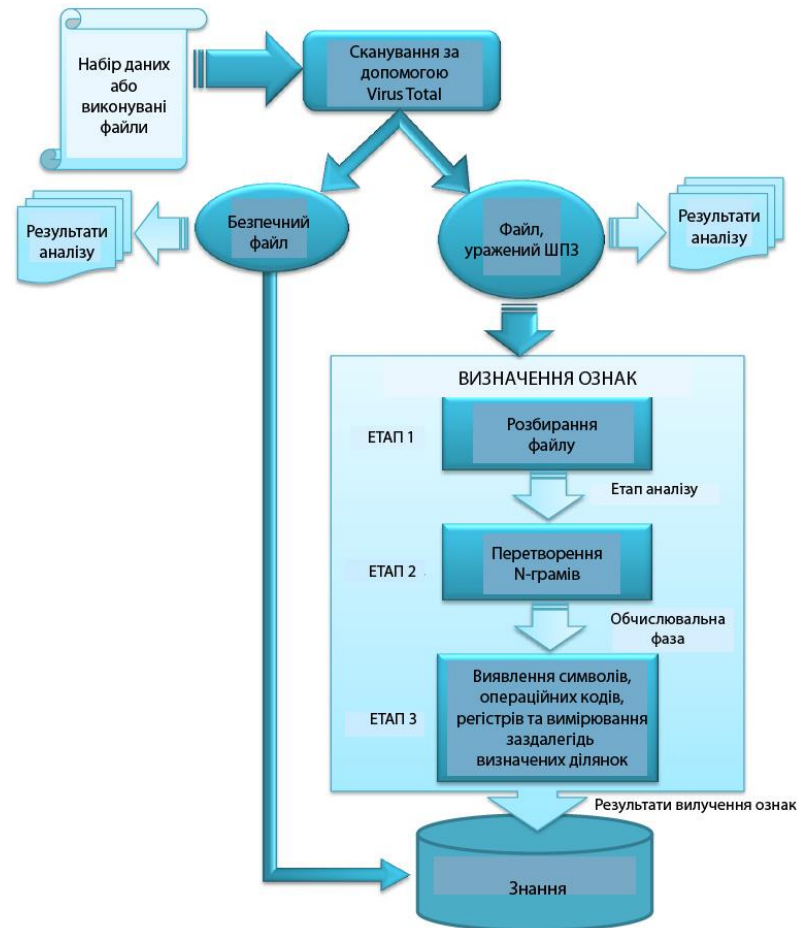 Набір даних
або
виконувані
файли
Сканування за
допомогою
Virus Total
Результати
аналізу
Безпечний
файл
Файл,
уражений ШПЗ
Результати
аналізу
ВИЗНАЧЕННЯ ОЗНАК
ЕТАП 1
Розбирання
файлу
Етап аналізу
ЕТАП 2
Перетворення
N-грамів
Обчислювальна
фаза
ЕТАП 3
Виявлення символів,
операційних кодів,
регістрів та вимірювання
заздалегідь
визначених ділянок
Результати вилучення ознак
Знання